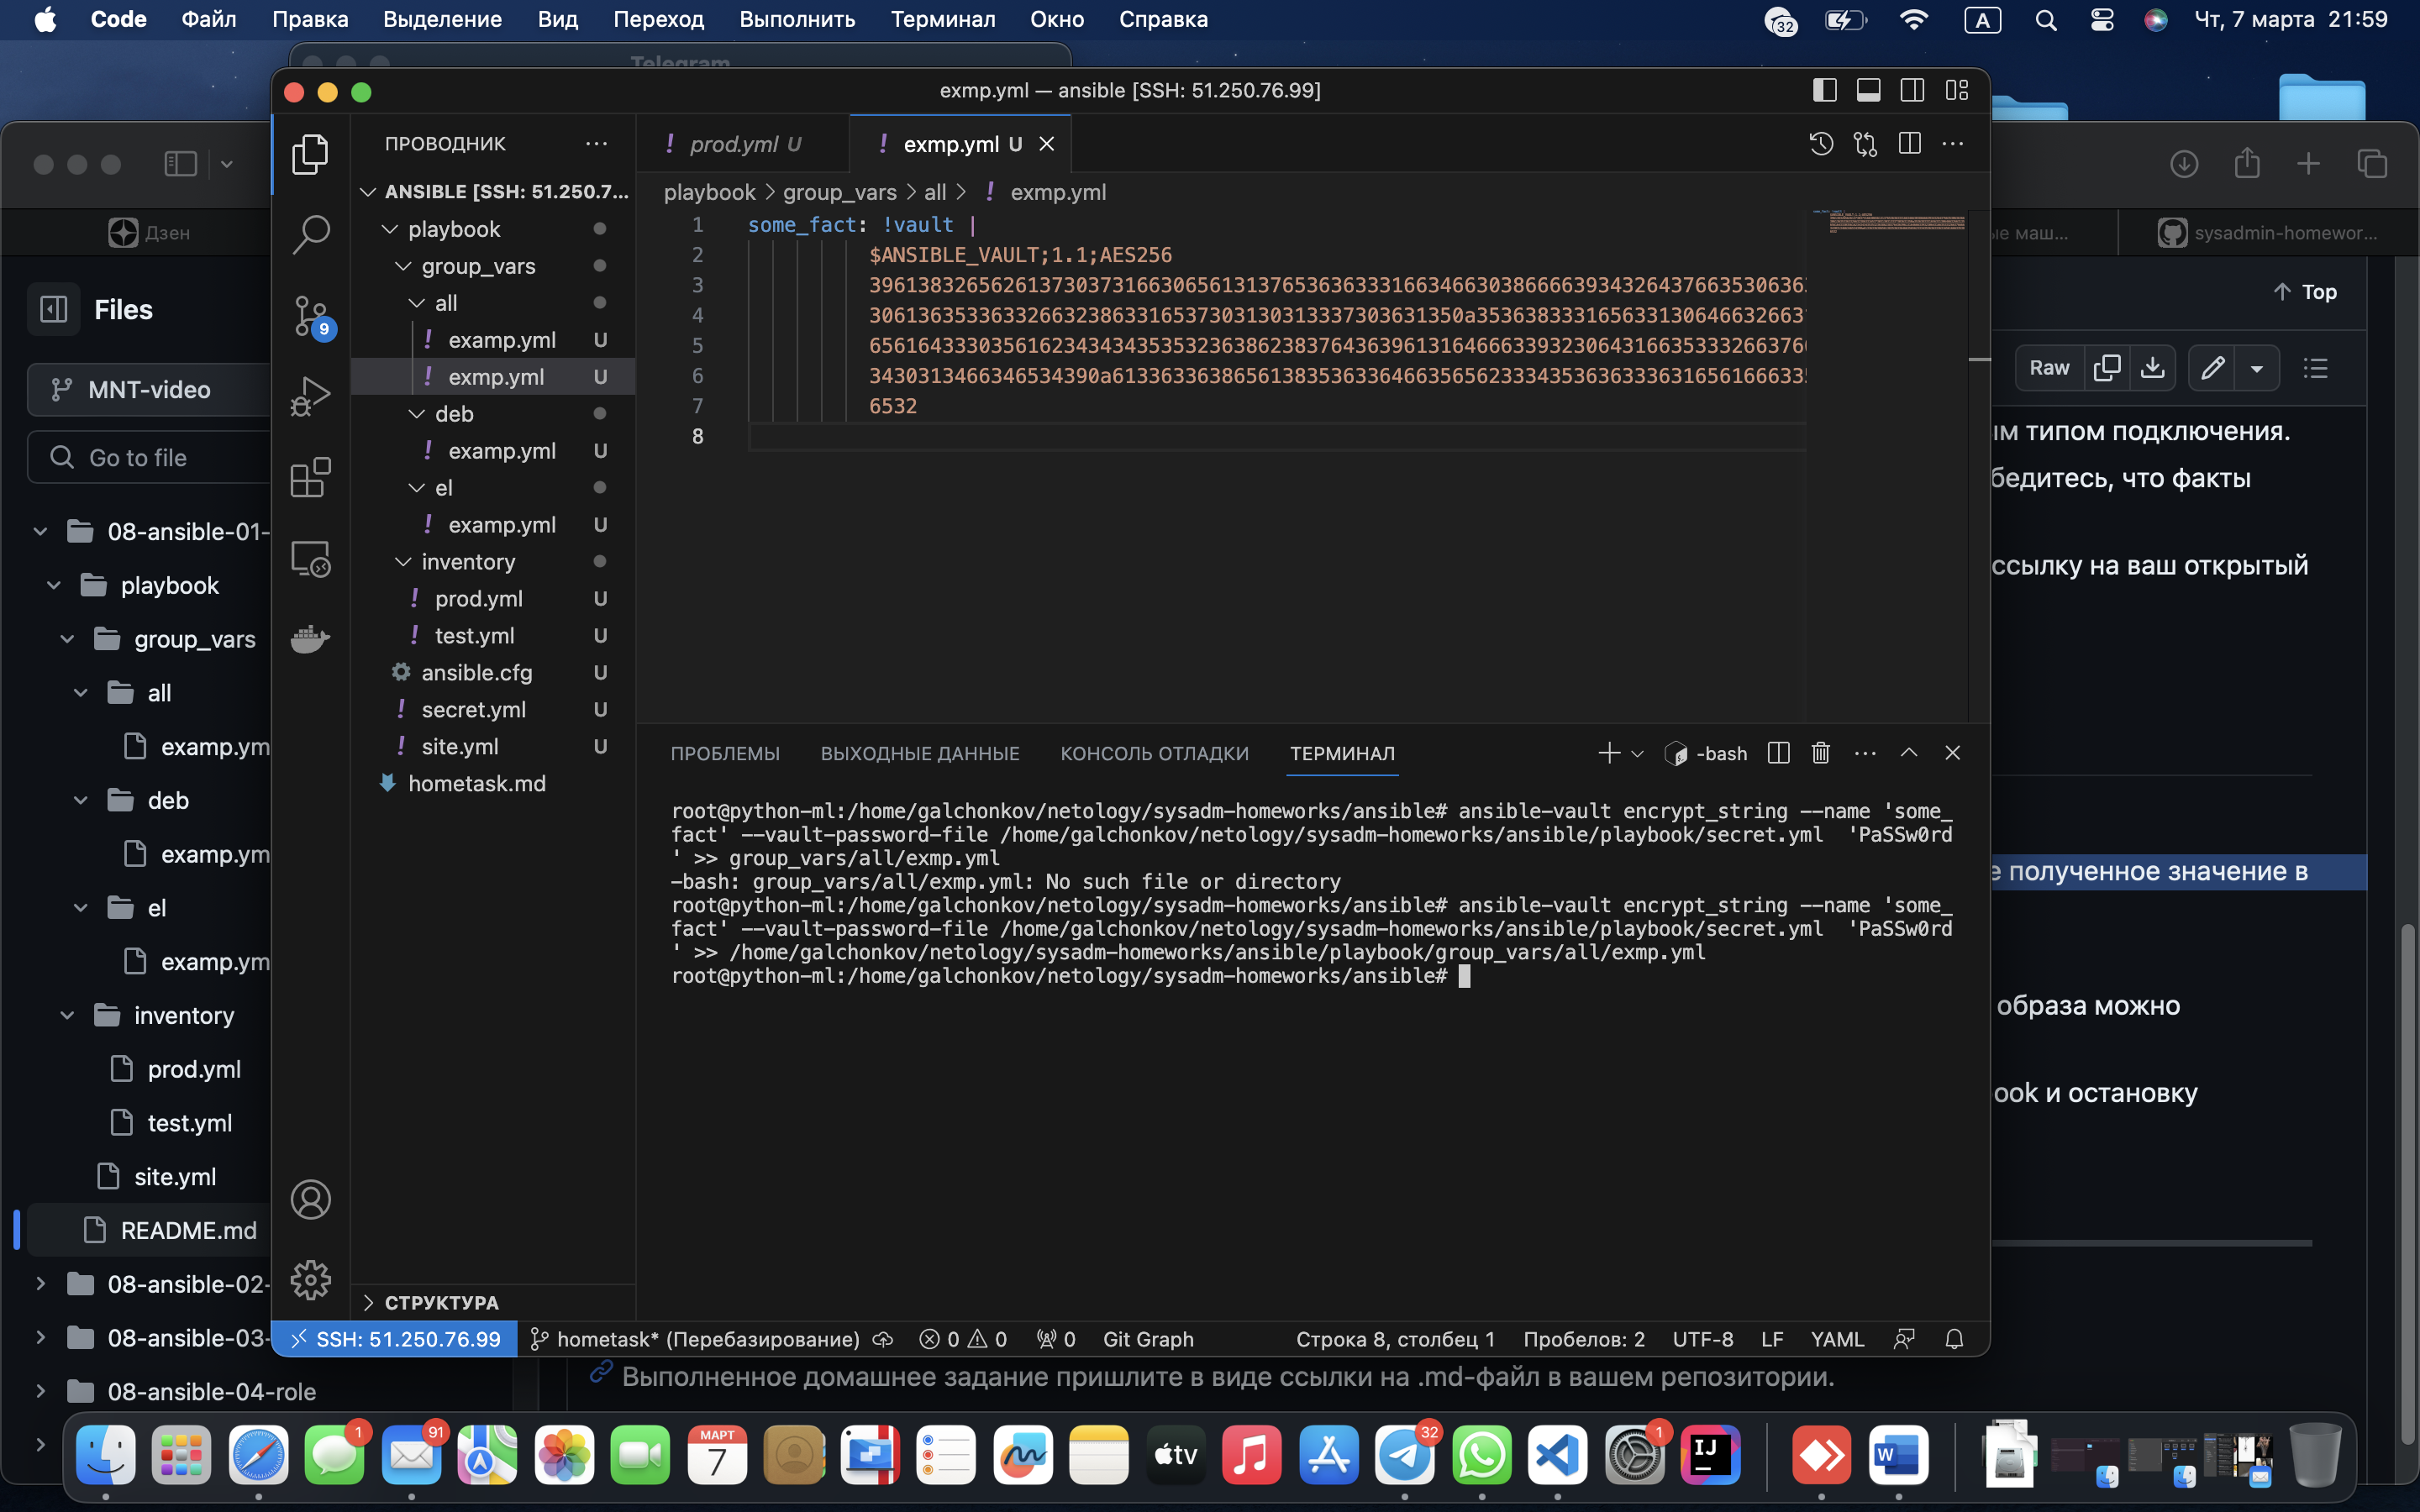 Code Файл Правка Выделение Вид Переход Выполнить Терминал Окно Справка
32 A Чт, 7 марта 21:59
Telegram
exmp.yml — ansible [SSH: 51.250.76.99]
ПРОВОДНИК
ANSIBLE [SSH: 51.250.7...
playbook
group_vars
all
examp.yml U
exmp.yml U
deb
examp.yml U
el
examp.yml U
inventory
prod.yml U
test.yml U
ansible.cfg U
secret.yml U
site.yml U
hometask.md
СТРУКТУРА
9
prod.yml U
exmp.yml U
playbook > group_vars > all > ! exmp.yml
1 some_fact: !vault |
2 $ANSIBLE_VAULT;1.1;AES256
3
4
5
6
7 6532
8
ПРОБЛЕМЫ ВЫХОДНЫЕ ДАННЫЕ КОНСОЛЬ ОТЛАДКИ ТЕРМИНАЛ
-bash
root@python-ml:/home/galchonkov/netology/sysadm-homeworks/ansible# ansible-vault encrypt_string --name 'some_
fact' --vault-password-file /home/galchonkov/netology/sysadm-homeworks/ansible/playbook/secret.yml 'PaSSw0rd
' >> group_vars/all/exmp.yml
-bash: group_vars/all/exmp.yml: No such file or directory
root@python-ml:/home/galchonkov/netology/sysadm-homeworks/ansible# ansible-vault encrypt_string --name 'some_
fact' --vault-password-file /home/galchonkov/netology/sysadm-homeworks/ansible/playbook/secret.yml 'PaSSw0rd
' >> /home/galchonkov/netology/sysadm-homeworks/ansible/playbook/group_vars/all/exmp.yml
root@python-ml:/home/galchonkov/netology/sysadm-homeworks/ansible#
SSH: 51.250.76.99 hometask* (Перебазирование) 0 0 0 Git Graph Строка 8, столбец 1 Пробелов: 2 UTF-8 LF YAML
Дзен
Files
MNT-video
Go to file
08-ansible-01-
playbook
group_vars
all
examp.ym
deb
examp.ym
el
examp.ym
inventory
prod.yml
test.yml
site.yml
README.md
08-ansible-02-
08-ansible-03-
08-ansible-04-role
ые маш...
sysadmin-homewor...
Top
Raw
ым типом подключения.
бедитесь, что факты
ссылку на ваш открытый
е полученное значение в
образа можно
ook и остановку
Выполненное домашнее задание пришлите в виде ссылки на .md-файл в вашем репозитории.
1 91 МАРТ 7 tv 32 1 IJ W